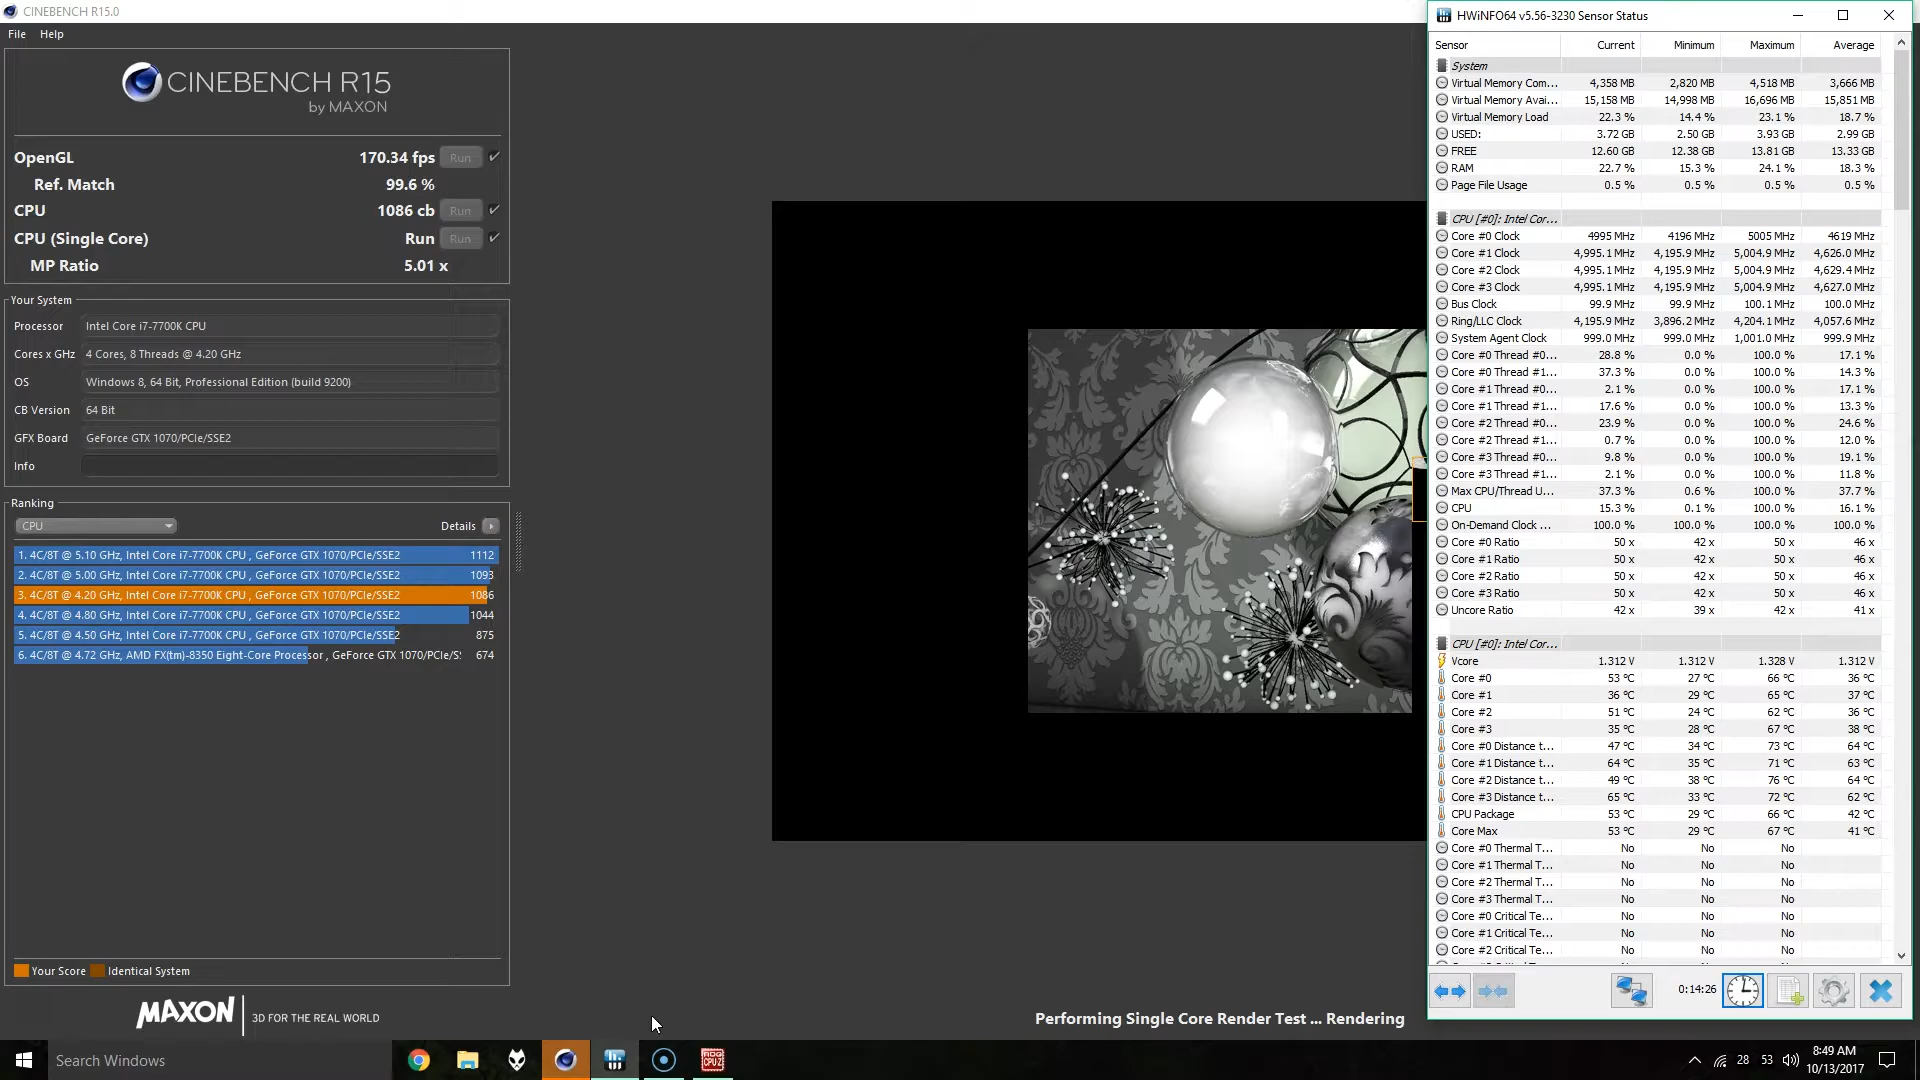 CINEBENCH R15.0
File Help
CINEBENCH R15
by MAXON
OpenGL 170.34 fps Run
Ref. Match 99.6 %
CPU 1086 cb Run
CPU (Single Core) Run Run
MP Ratio 5.01 x
Your System
Processor Intel Core i7-7700K CPU
Cores x GHz 4 Cores, 8 Threads @ 4.20 GHz
OS Windows 8, 64 Bit, Professional Edition (build 9200)
CB Version 64 Bit
GFX Board GeForce GTX 1070/PCIe/SSE2
Info
Ranking
CPU Details
1. 4C/8T @ 5.10 GHz, Intel Core i7-7700K CPU , GeForce GTX 1070/PCIe/SSE2 1112
2. 4C/8T @ 5.00 GHz, Intel Core i7-7700K CPU , GeForce GTX 1070/PCIe/SSE2 1093
3. 4C/8T @ 4.20 GHz, Intel Core i7-7700K CPU , GeForce GTX 1070/PCIe/SSE2 1086
4. 4C/8T @ 4.80 GHz, Intel Core i7-7700K CPU , GeForce GTX 1070/PCIe/SSE2 1044
5. 4C/8T @ 4.50 GHz, Intel Core i7-7700K CPU , GeForce GTX 1070/PCIe/SSE2 875
6. 4C/8T @ 4.72 GHz, AMD FX(tm)-8350 Eight-Core Processor , GeForce GTX 1070/PCIe/S 674
Your Score Identical System
MAXON 3D FOR THE REAL WORLD
Performing Single Core Render Test ... Rendering
HWiNFO64 v5.56-3230 Sensor Status
Sensor Current Minimum Maximum Average
System
Virtual Memory Com... 4,358 MB 2,820 MB 4,518 MB 3,666 MB
Virtual Memory Avai... 15,158 MB 14,998 MB 16,696 MB 15,851 MB
Virtual Memory Load 22.3 % 14.4 % 23.1 % 18.7 %
USED: 3.72 GB 2.50 GB 3.93 GB 2.99 GB
FREE 12.60 GB 12.38 GB 13.81 GB 13.33 GB
RAM 22.7 % 15.3 % 24.1 % 18.3 %
Page File Usage 0.5 % 0.5 % 0.5 % 0.5 %
CPU [#0]: Intel Cor...
Core #0 Clock 4995 MHz 4196 MHz 5005 MHz 4619 MHz
Core #1 Clock 4,995.1 MHz 4,195.9 MHz 5,004.9 MHz 4,626.0 MHz
Core #2 Clock 4,995.1 MHz 4,195.9 MHz 5,004.9 MHz 4,629.4 MHz
Core #3 Clock 4,995.1 MHz 4,195.9 MHz 5,004.9 MHz 4,627.0 MHz
Bus Clock 99.9 MHz 99.9 MHz 100.1 MHz 100.0 MHz
Ring/LLC Clock 4,195.9 MHz 3,896.2 MHz 4,204.1 MHz 4,057.6 MHz
System Agent Clock 999.0 MHz 999.0 MHz 1,001.0 MHz 999.9 MHz
Core #0 Thread #0... 28.8 % 0.0 % 100.0 % 17.1 %
Core #0 Thread #1... 37.3 % 0.0 % 100.0 % 14.3 %
Core #1 Thread #0... 2.1 % 0.0 % 100.0 % 17.1 %
Core #1 Thread #1... 17.6 % 0.0 % 100.0 % 13.3 %
Core #2 Thread #0... 23.9 % 0.0 % 100.0 % 24.6 %
Core #2 Thread #1... 0.7 % 0.0 % 100.0 % 12.0 %
Core #3 Thread #0... 9.8 % 0.0 % 100.0 % 19.1 %
Core #3 Thread #1... 2.1 % 0.0 % 100.0 % 11.8 %
Max CPU/Thread U... 37.3 % 0.6 % 100.0 % 37.7 %
CPU 15.3 % 0.1 % 100.0 % 16.1 %
On-Demand Clock ... 100.0 % 100.0 % 100.0 % 100.0 %
Core #0 Ratio 50 x 42 x 50 x 46 x
Core #1 Ratio 50 x 42 x 50 x 46 x
Core #2 Ratio 50 x 42 x 50 x 46 x
Core #3 Ratio 50 x 42 x 50 x 46 x
Uncore Ratio 42 x 39 x 42 x 41 x
CPU [#0]: Intel Cor...
Vcore 1.312 V 1.312 V 1.328 V 1.312 V
Core #0 53 °C 27 °C 66 °C 36 °C
Core #1 36 °C 29 °C 65 °C 37 °C
Core #2 51 °C 24 °C 62 °C 36 °C
Core #3 35 °C 28 °C 67 °C 38 °C
Core #0 Distance t... 47 °C 34 °C 73 °C 64 °C
Core #1 Distance t... 64 °C 35 °C 71 °C 63 °C
Core #2 Distance t... 49 °C 38 °C 76 °C 64 °C
Core #3 Distance t... 65 °C 33 °C 72 °C 62 °C
CPU Package 53 °C 29 °C 66 °C 42 °C
Core Max 53 °C 29 °C 67 °C 41 °C
Core #0 Thermal T... No No No
Core #1 Thermal T... No No No
Core #2 Thermal T... No No No
Core #3 Thermal T... No No No
Core #0 Critical Te... No No No
Core #1 Critical Te... No No No
Core #2 Critical Te... No No No
0:14:26
Search Windows
CPU-Z
28 53 8:49 AM
10/13/2017